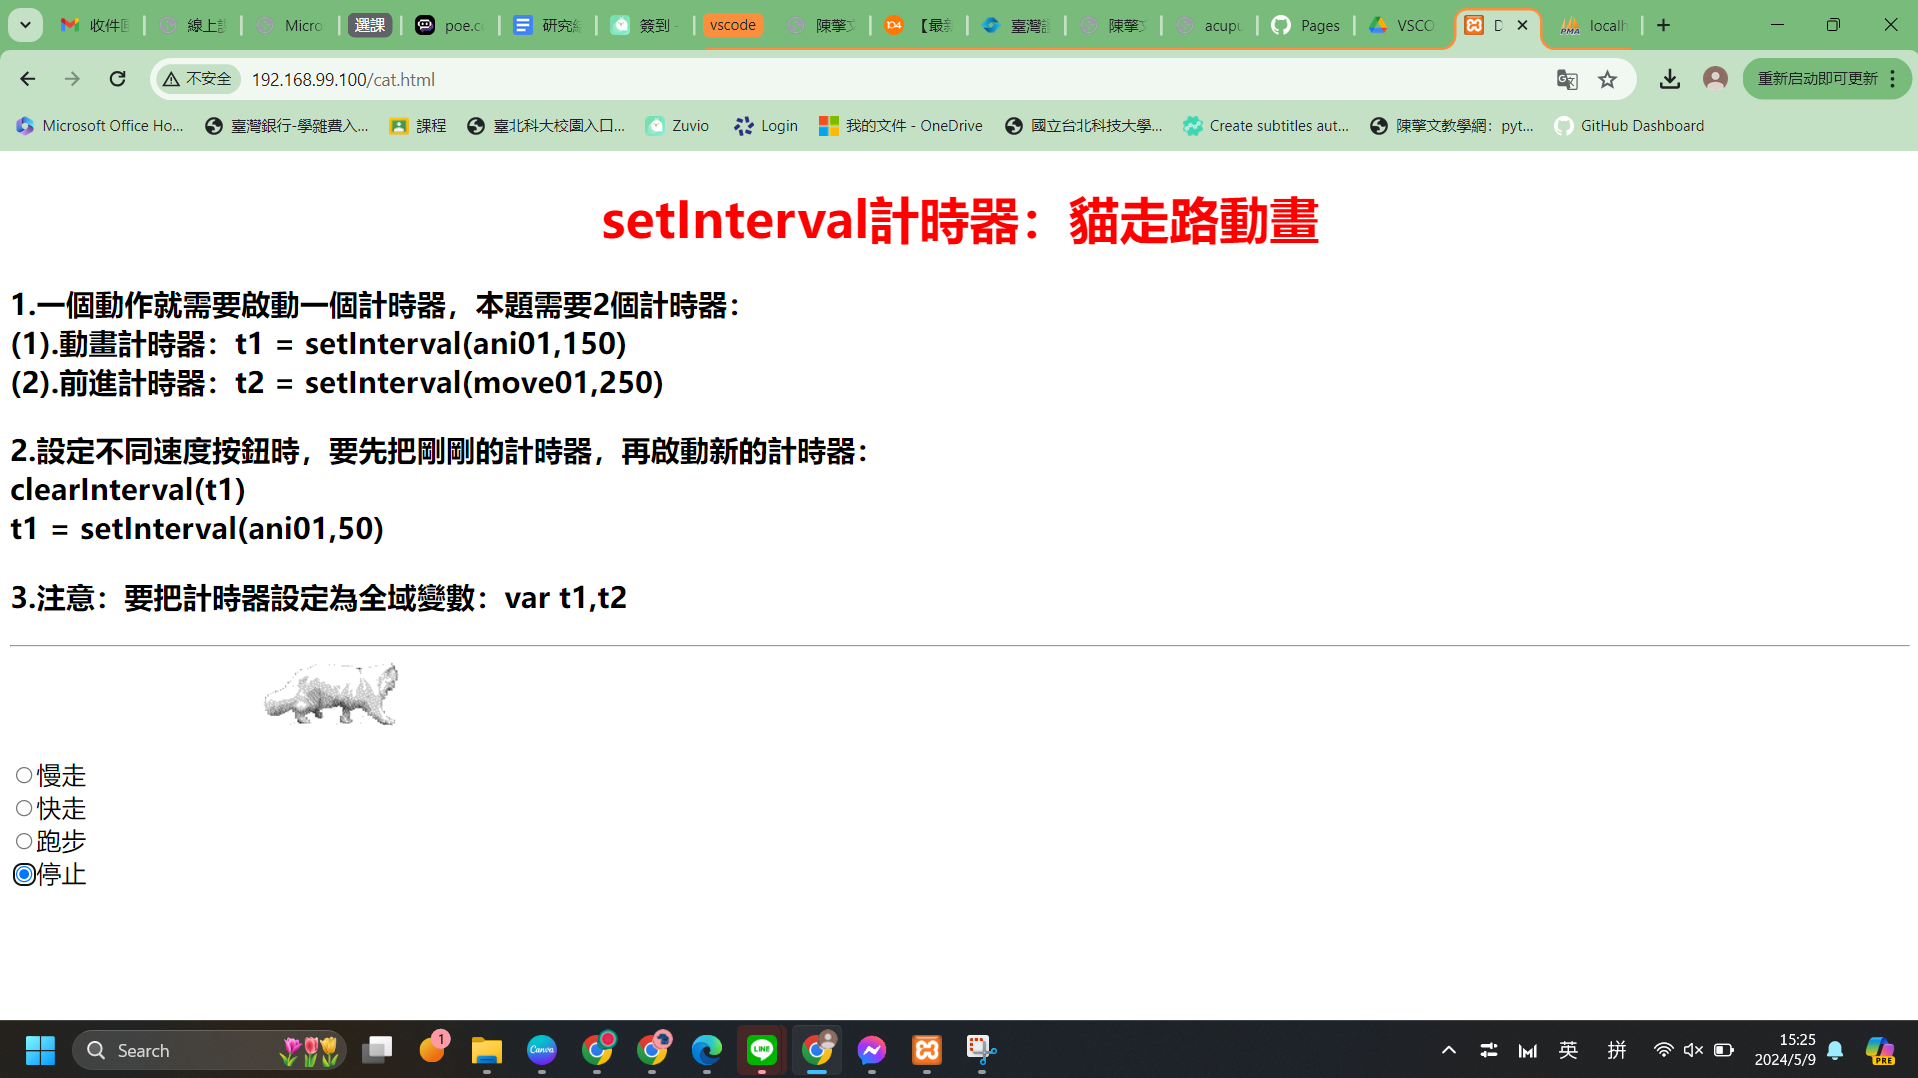 收件匣
線上
Micro
選課
poe.c
研究
簽到 -
vscode
陳擎文
104
【最新
臺灣
陳擎文
acupu
Pages
VSCO
D
PMA
localh
不安全
192.168.99.100/cat.html
重新启动即可更新
Microsoft Office Ho...
臺灣銀行-學雜費入...
課程
臺北科大校園入口...
Zuvio
Login
我的文件 - OneDrive
國立台北科技大學...
Create subtitles aut...
陳擎文教學網：pyt...
GitHub Dashboard
setInterval計時器：貓走路動畫
1.一個動作就需要啟動一個計時器，本題需要2個計時器：
(1).動畫計時器：t1 = setInterval(ani01,150)
(2).前進計時器：t2 = setInterval(move01,250)
2.設定不同速度按鈕時，要先把剛剛的計時器，再啟動新的計時器：
clearInterval(t1)
t1 = setInterval(ani01,50)
3.注意：要把計時器設定為全域變數：var t1,t2
慢走
快走
跑步
停止
Search
1
Canva
LINE
英
拼
15:25
2024/5/9
PRE